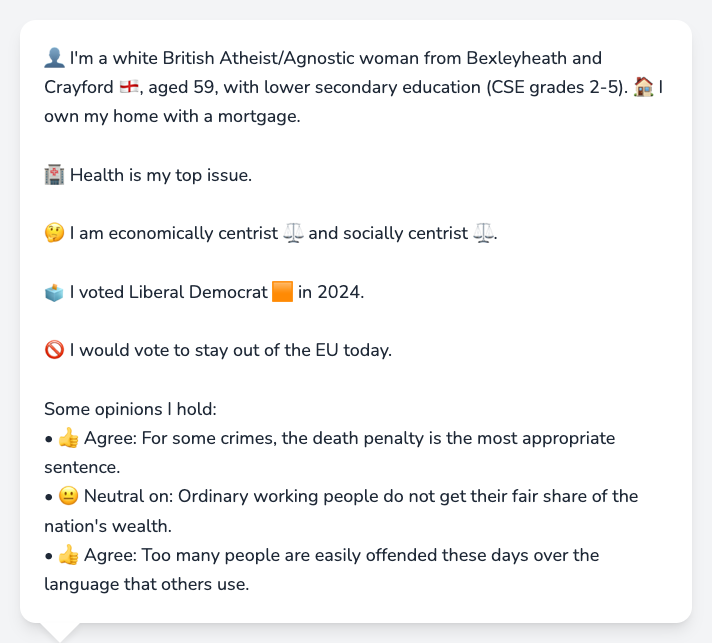 👤 I'm a white British Atheist/Agnostic woman from Bexleyheath and
Crayford 🏴󠁧󠁢󠁥󠁮󠁧󠁿, aged 59, with lower secondary education (CSE grades 2-5). 🏠 I
own my home with a mortgage.
🏥 Health is my top issue.
🤔 I am economically centrist ⚖️ and socially centrist ⚖️.
🗳️ I voted Liberal Democrat 🟧 in 2024.
🚫 I would vote to stay out of the EU today.
Some opinions I hold:
• 👍 Agree: For some crimes, the death penalty is the most appropriate
sentence.
• 😐 Neutral on: Ordinary working people do not get their fair share of the
nation's wealth.
• 👍 Agree: Too many people are easily offended these days over the
language that others use.